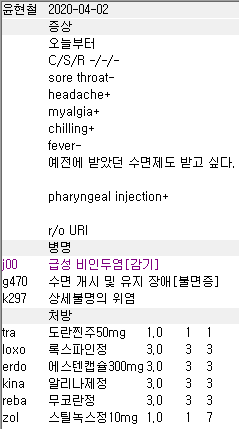 윤현철 2020-04-02
증상
오늘부터
C/S/R -/-/-
sore throat-
headache+
myalgia+
chilling+
fever-
예전에 받았던 수면제도 받고 싶다.
pharyngeal injection+
r/o URI
병명
j00 급성 비인두염[감기]
g470 수면 개시 및 유지 장애[불면증]
k297 상세불명의 위염
처방
tra 도란찐주50mg 1.0 1 1
loxo 록스파인정 3.0 3 3
erdo 에스텐캡슐300mg 3.0 3 3
kina 알리나제정 3.0 3 3
reba 무코란정 3.0 3 3
zol 스틸녹스정10mg 1.0 1 7